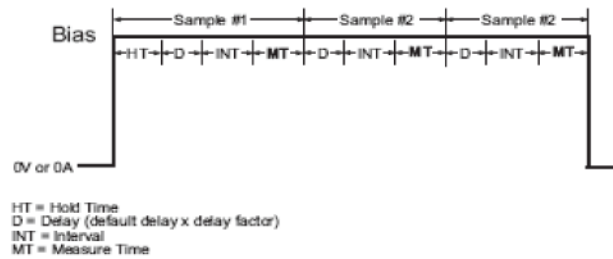 Sample #1 Sample #2 Sample #2
Bias
HT D INT MT D INT MT D INT MT
0V or 0A
HT = Hold Time
D = Delay (default delay x delay factor)
INT = Interval
MT = Measure Time